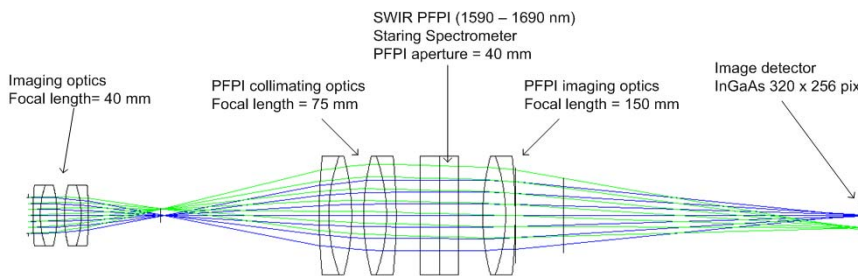 SWIR PFPI (1590 – 1690 nm)
Staring Spectrometer
PFPI aperture = 40 mm
Imaging optics
Focal length= 40 mm
PFPI collimating optics
Focal length = 75 mm
PFPI imaging optics
Focal length = 150 mm
Image detector
InGaAs 320 x 256 pix